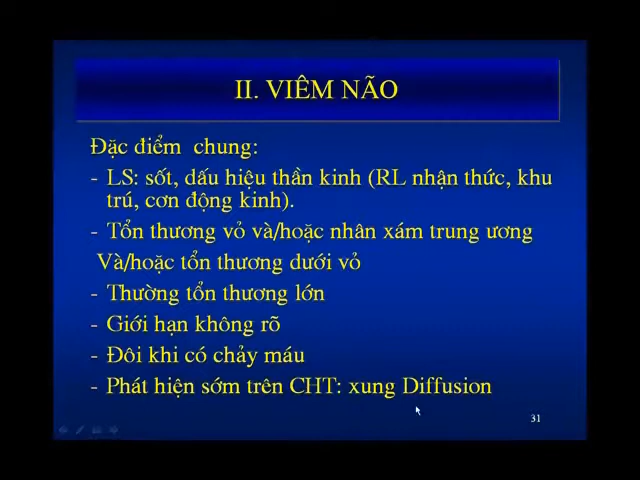 II. VIÊM NÃO
Đặc điểm chung:
- LS: sốt, dấu hiệu thần kinh (RL nhận thức, khu
trú, cơn động kinh).
- Tổn thương vỏ và/hoặc nhân xám trung ương
Và/hoặc tổn thương dưới vỏ
- Thường tổn thương lớn
- Giới hạn không rõ
- Đôi khi có chảy máu
- Phát hiện sớm trên CHT: xung Diffusion
31